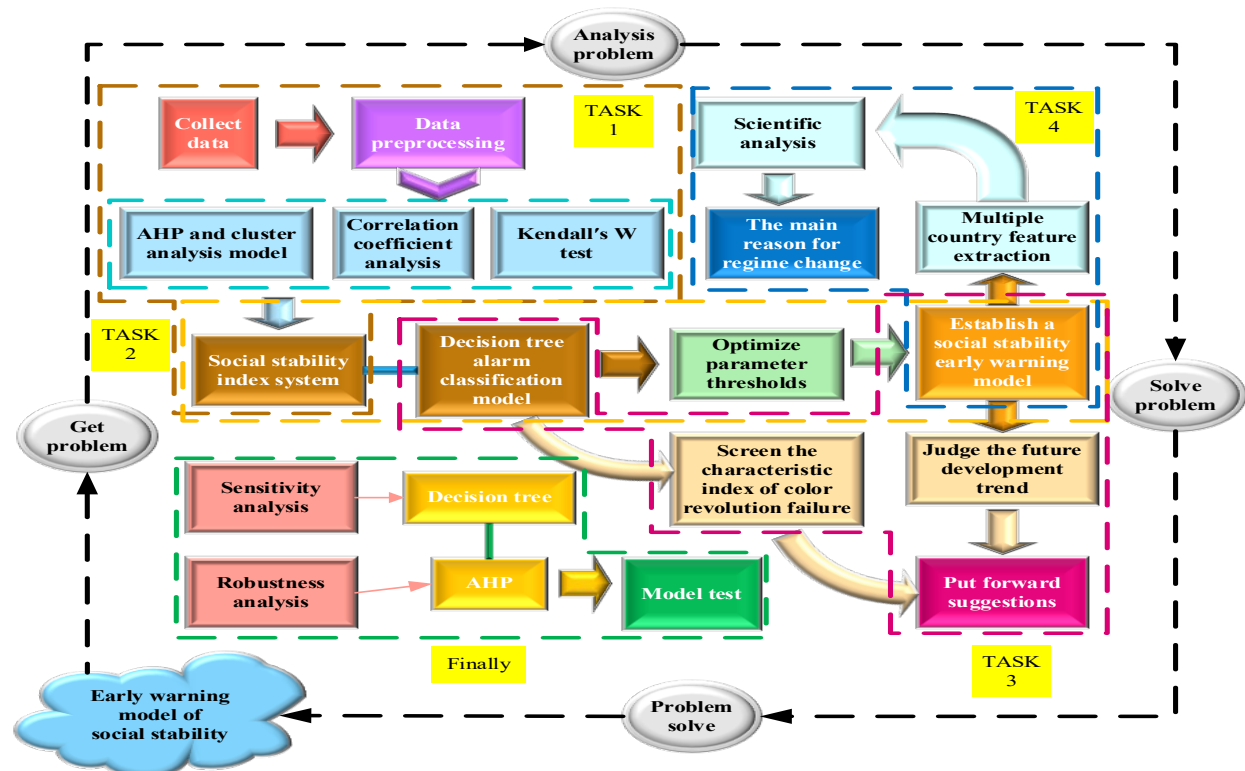 Analysis
problem
TASK
1
Collect
data
Data
preprocessing
AHP and cluster
analysis model
Correlation
coefficient
analysis
Kendall's W
test
TASK
4
Scientific
analysis
The main
reason for
regime change
Multiple
country feature
extraction
TASK
2
Social stability
index system
Decision tree
alarm
classification
model
Optimize
parameter
thresholds
Establish a
social stability
early warning
model
Get
problem
Solve
problem
Screen the
characteristic
index of color
revolution failure
Judge the future
development
trend
Put forward
suggestions
Sensitivity
analysis
Decision tree
Robustness
analysis
AHP
Model test
Finally
TASK
3
Early warning
model of
social stability
Problem
solve